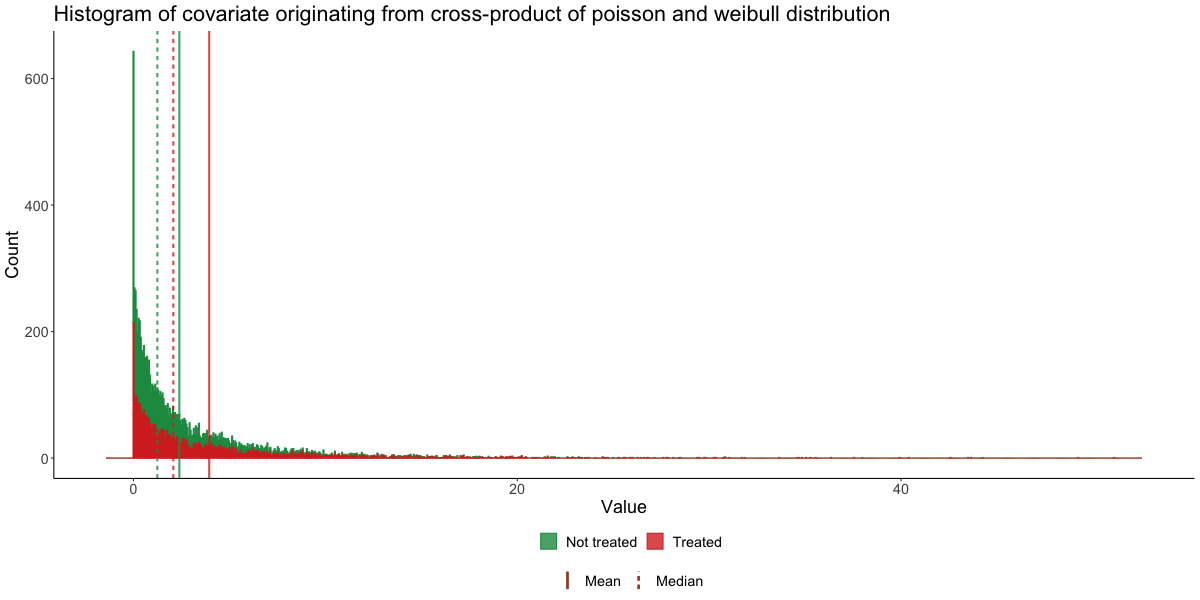 Histogram of covariate originating from cross-product of poisson and weibull distribution
Count
600
400
200
0
0 20 40
Value
Not treated Treated
Mean Median